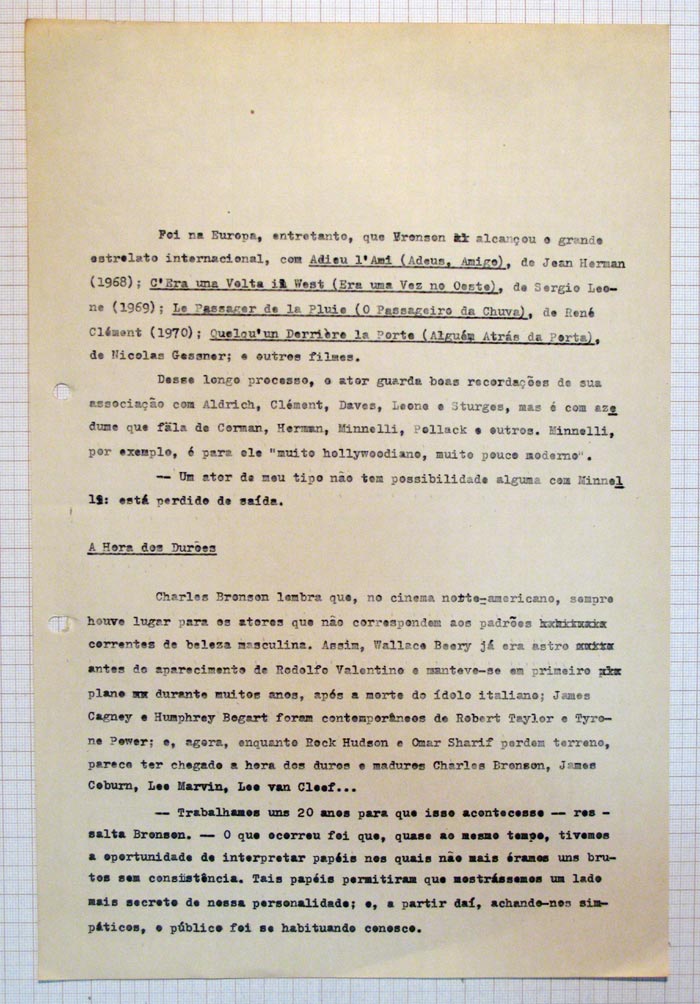 Foi na Europa, entretanto, que Bronson alcançou o grande
estrelato internacional, com Adieu l'Ami (Adeus, Amigo), de Jean Herman
(1968); C'Era una Volta il West (Era uma Vez no Oeste), de Sergio Leo-
ne (1969); Le Passager de la Pluie (O Passageiro da Chuva), de René
Clément (1970); Quelqu'un Derrière la Porte (Alguém Atrás da Porta),
de Nicolas Gessner; e outros filmes.
Desse longo processo, o ator guarda boas recordações de sua
associação com Aldrich, Clément, Daves, Leone e Sturges, mas é com aze
dume que fala de Corman, Herman, Minnelli, Pollack e outros. Minnelli,
por exemplo, é para ele "muito hollywoodiano, muito pouco moderno".
-- Um ator de meu tipo não tem possibilidade alguma com Minnel
li: está perdido de saída.
A Hora dos Durões
Charles Bronson lembra que, no cinema norte-americano, sempre
houve lugar para os atores que não correspondem aos padrões
correntes de beleza masculina. Assim, Wallace Beery já era astro
antes do aparecimento de Rodolfo Valentino e manteve-se em primeiro
plano durante muitos anos, após a morte do ídolo italiano; James
Cagney e Humphrey Bogart foram contemporâneos de Robert Taylor e Tyro-
ne Power; e, agora, enquanto Rock Hudson e Omar Sharif perdem terreno,
parece ter chegado a hora dos duros e maduros Charles Bronson, James
Coburn, Lee Marvin, Lee van Cleef...
-- Trabalhamos uns 20 anos para que isso acontecesse -- res -
salta Bronson. -- O que ocorreu foi que, quase ao mesmo tempo, tivemos
a oportunidade de interpretar papéis nos quais não mais éramos uns bru-
tos sem consistência. Tais papéis permitiram que mostrássemos um lado
mais secreto de nossa personalidade; e, a partir daí, achando-nos sim-
páticos, o público foi se habituando conosco.